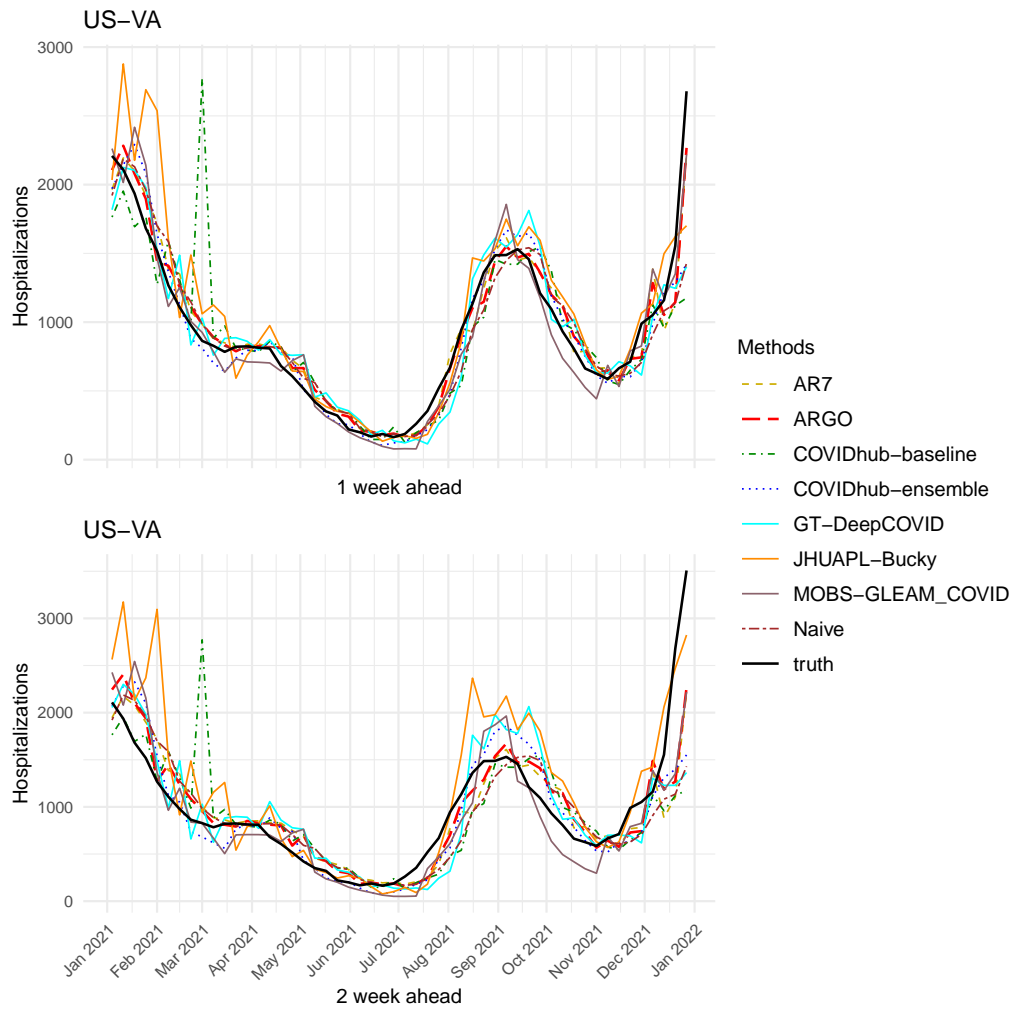 US−VA
3000
2000
1000
0
Hospitalizations
1 week ahead
US−VA
3000
2000
1000
0
Hospitalizations
Jan 2021
Feb 2021
Mar 2021
Apr 2021
May 2021
Jun 2021
Jul 2021
Aug 2021
Sep 2021
Oct 2021
Nov 2021
Dec 2021
Jan 2022
2 week ahead
Methods
AR7
ARGO
COVIDhub−baseline
COVIDhub−ensemble
GT−DeepCOVID
JHUAPL−Bucky
MOBS−GLEAM_COVID
Naive
truth